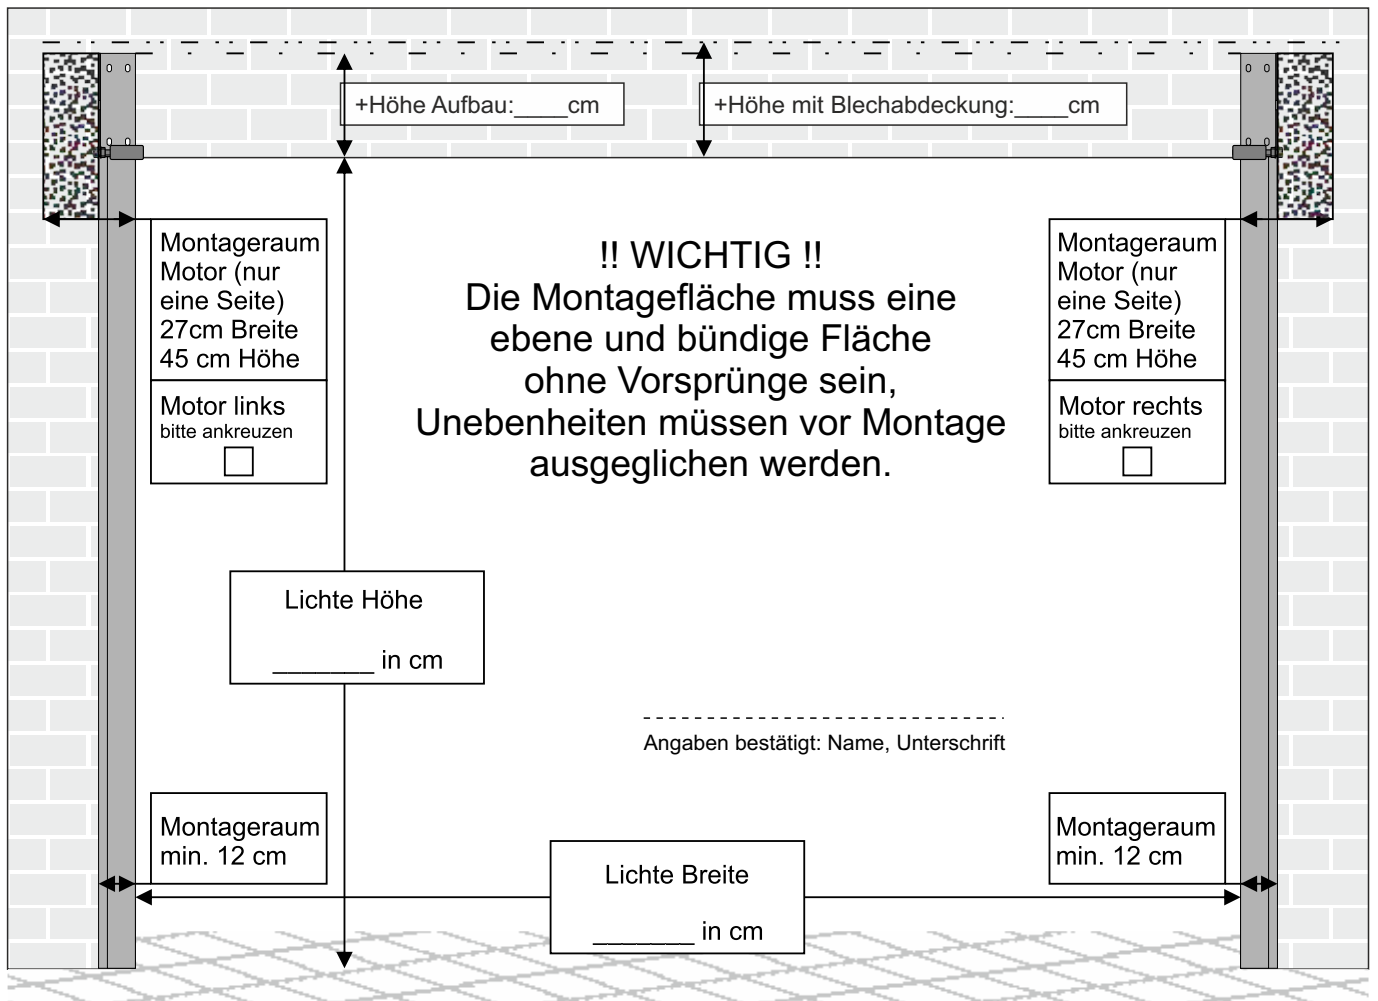 +Höhe Aufbau:____cm
+Höhe mit Blechabdeckung:____cm
Montageraum
Motor (nur
eine Seite)
27cm Breite
45 cm Höhe
Motor links
bitte ankreuzen
!! WICHTIG !!
Die Montagefläche muss eine
ebene und bündige Fläche
ohne Vorsprünge sein,
Unebenheiten müssen vor Montage
ausgeglichen werden.
Montageraum
Motor (nur
eine Seite)
27cm Breite
45 cm Höhe
Motor rechts
bitte ankreuzen
Lichte Höhe
_______ in cm
Angaben bestätigt: Name, Unterschrift
Montageraum
min. 12 cm
Lichte Breite
_______ in cm
Montageraum
min. 12 cm